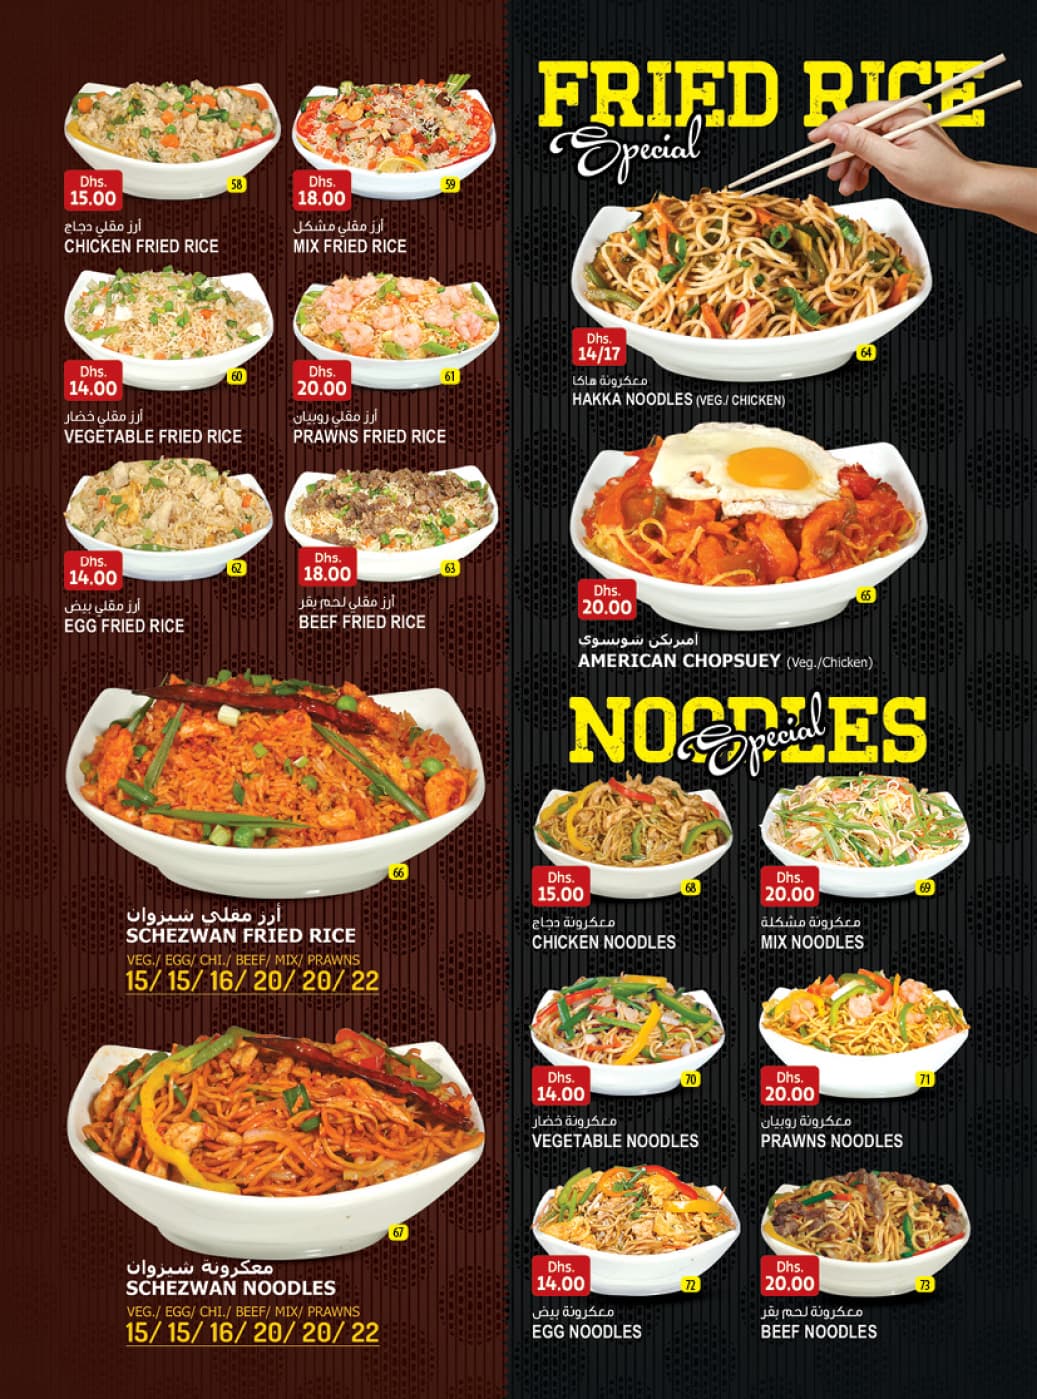 Dhs.
15.00
58
أرز مقلي دجاج
CHICKEN FRIED RICE
Dhs.
18.00
59
أرز مقلي مشكل
MIX FRIED RICE
Dhs.
14.00
60
أرز مقلي خضار
VEGETABLE FRIED RICE
Dhs.
20.00
61
أرز مقلي روبيان
PRAWNS FRIED RICE
Dhs.
14.00
62
أرز مقلي بيض
EGG FRIED RICE
Dhs.
18.00
63
أرز مقلي لحم بقر
BEEF FRIED RICE
66
أرز مقلي شيزوان
SCHEZWAN FRIED RICE
VEG./ EGG/ CHI./ BEEF/ MIX/ PRAWNS
15/ 15/ 16/ 20/ 20/ 22
67
معكرونة شيزوان
SCHEZWAN NOODLES
VEG./ EGG/ CHI./ BEEF/ MIX/ PRAWNS
15/ 15/ 16/ 20/ 20/ 22
FRIED RICE
Special
Dhs.
14/17
64
معكرونة هاكا
HAKKA NOODLES (VEG./ CHICKEN)
Dhs.
20.00
65
امبرىكن شوبسوى
AMERICAN CHOPSUEY (Veg./Chicken)
NOODLES
Special
Dhs.
15.00
68
معكرونة دجاج
CHICKEN NOODLES
Dhs.
20.00
69
معكرونة مشكلة
MIX NOODLES
Dhs.
14.00
70
معكرونة خضار
VEGETABLE NOODLES
Dhs.
20.00
71
معكرونة روبيان
PRAWNS NOODLES
Dhs.
14.00
72
معكرونة بيض
EGG NOODLES
Dhs.
20.00
73
معكرونة لحم بقر
BEEF NOODLES